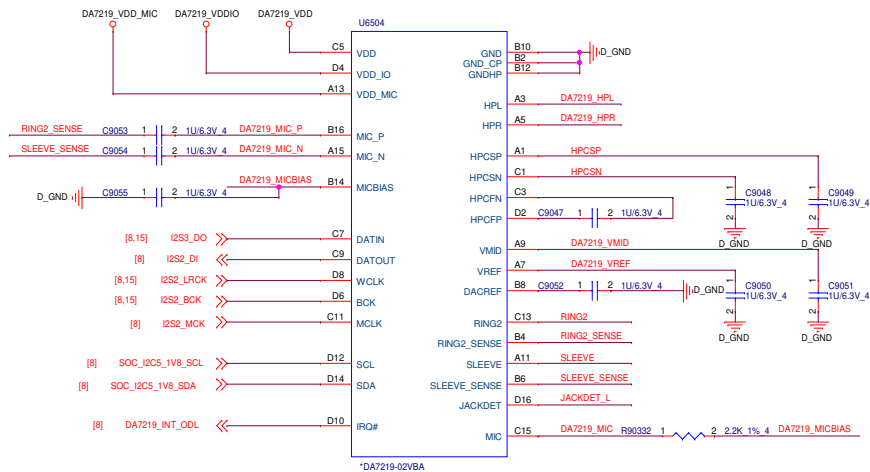 DA7219_VDD_MIC DA7219_VDDIO DA7219_VDD U6504
C5 VDD
D4 VDD_IO
A13 VDD_MIC
B10 GND D_GND
B2 GND_CP
B12 GNDHP
A3 HPL DA7219_HPL
A5 HPR DA7219_HPR
RING2_SENSE C9053 1 2 1U/6.3V_4 DA7219_MIC_P B16 MIC_P
SLEEVE_SENSE C9054 1 2 1U/6.3V_4 DA7219_MIC_N A15 MIC_N
HPCSP A1 HPCSP
HPCSN C1 HPCSN
DA7219_MICBIAS B14 MICBIAS
D_GND C9055 1 2 1U/6.3V_4
HPCFN C3
HPCFP D2 C9047 1 2 1U/6.3V_4
1 C9048 1U/6.3V_4 2 D_GND
1 C9049 1U/6.3V_4 2 D_GND
[8,15] I2S3_DO C7 DATIN
[8] I2S2_DI C9 DATOUT
[8,15] I2S2_LRCK D8 WCLK
[8,15] I2S2_BCK D6 BCK
[8] I2S2_MCK C11 MCLK
VMID A9 DA7219_VMID
VREF A7 DA7219_VREF
DACREF B8 C9052 1 2 1U/6.3V_4 D_GND
1 C9050 1U/6.3V_4 2 D_GND
1 C9051 1U/6.3V_4 2 D_GND
RING2 C13 RING2
RING2_SENSE B4 RING2_SENSE
[8] SOC_I2C5_1V8_SCL D12 SCL
[8] SOC_I2C5_1V8_SDA D14 SDA
SLEEVE A11 SLEEVE
SLEEVE_SENSE B6 SLEEVE_SENSE
JACKDET D16 JACKDET_L
[8] DA7219_INT_ODL D10 IRQ#
MIC C15 DA7219_MIC R90332 1 2 2.2K_1%_4 DA7219_MICBIAS
*DA7219-02VBA